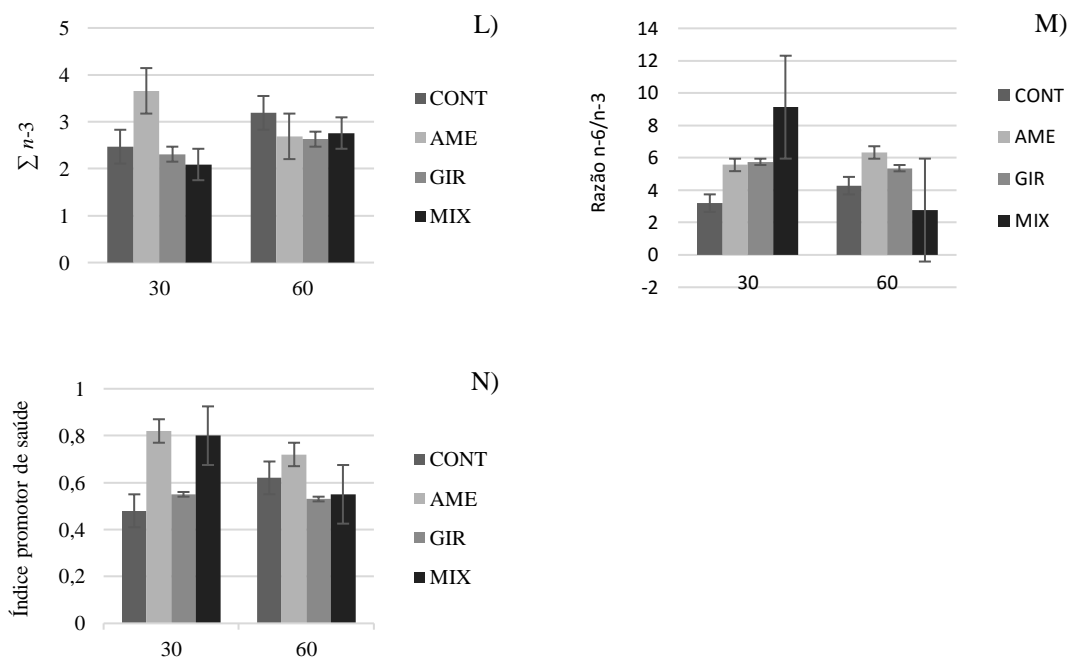 L)
5
4
3
2
1
0
∑ n-3
30 60
CONT
AME
GIR
MIX
M)
14
12
10
8
6
4
2
0
-2
Razão n-6/n-3
30 60
CONT
AME
GIR
MIX
N)
1
0,8
0,6
0,4
0,2
0
Índice promotor de saúde
30 60
CONT
AME
GIR
MIX